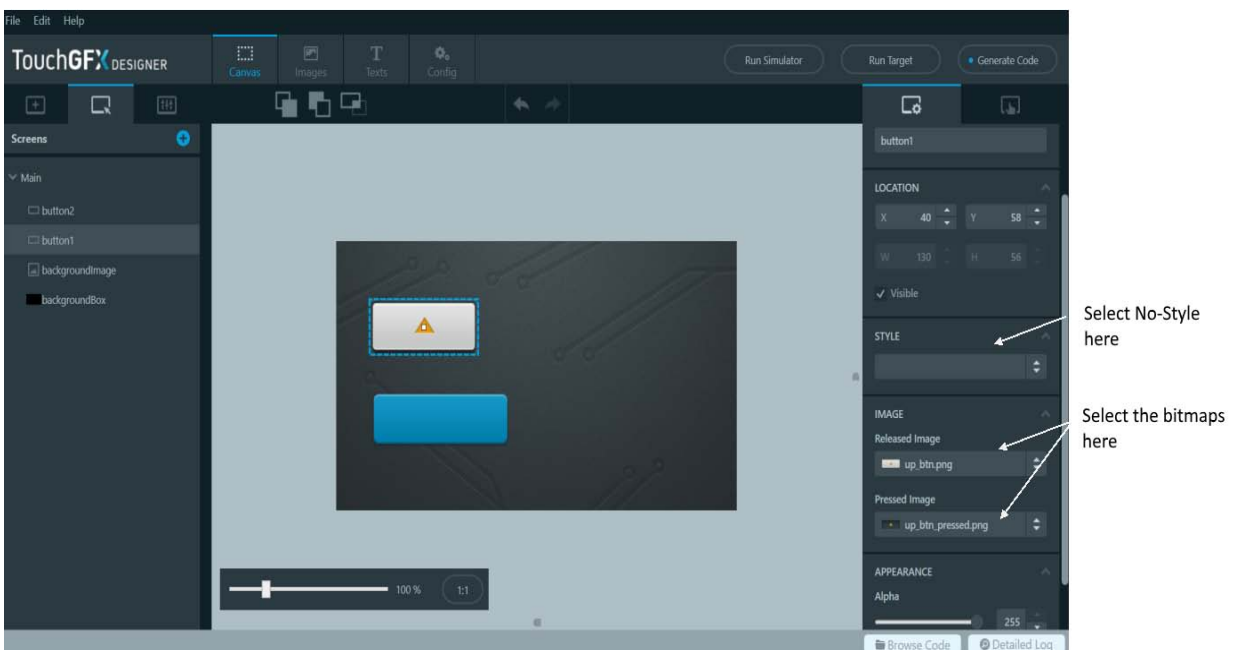 File Edit Help
TouchGFX DESIGNER
Canvas
Images
Texts
Config
Run Simulator
Run Target
Generate Code
Screens
Main
button2
button1
backgroundImage
backgroundBox
100 %
1:1
button1
LOCATION
X 40 Y 58
W 130 H 56
Visible
STYLE
IMAGE
Released Image
up_btn.png
Pressed Image
up_btn_pressed.png
APPEARANCE
Alpha
255
Browse Code
Detailed Log
Select No-Style
here
Select the bitmaps
here